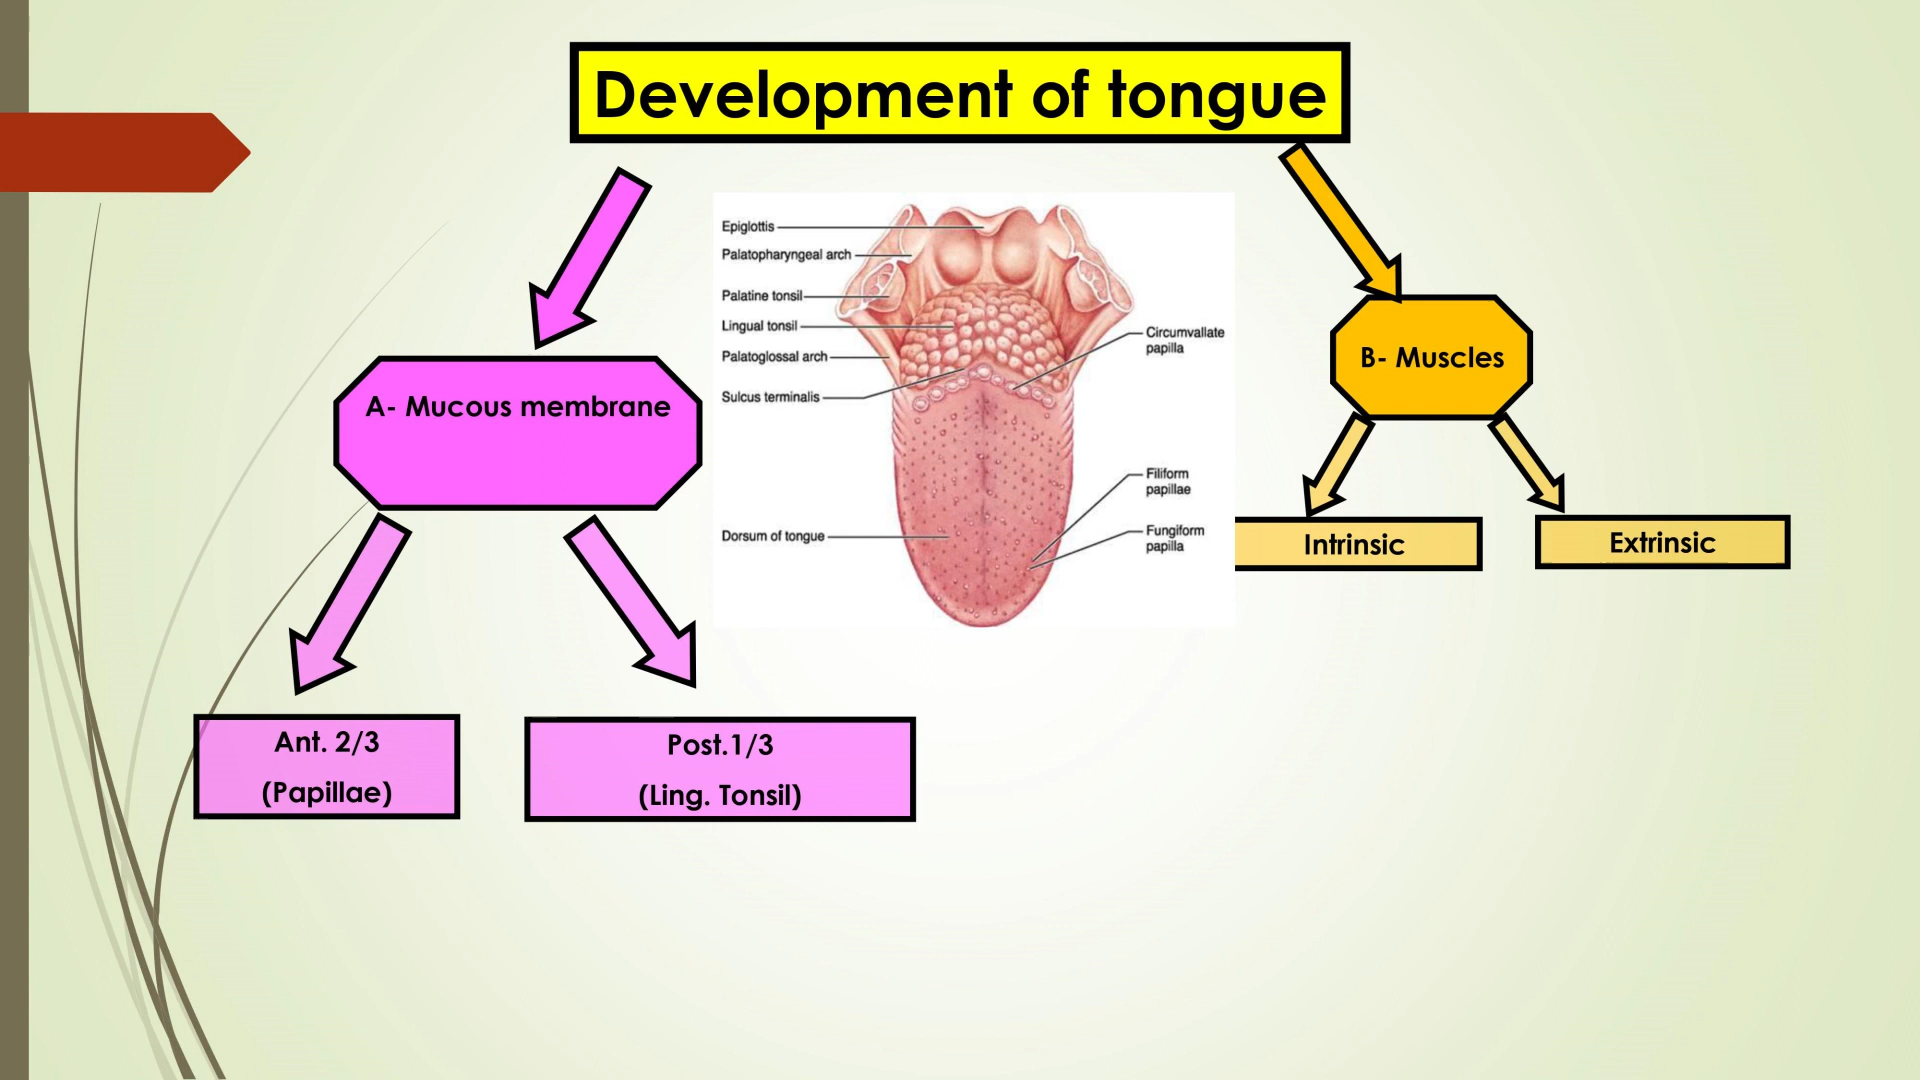 Development of tongue
Epiglottis
Palatopharyngeal arch
Palatine tonsil
Lingual tonsil
Palatoglossal arch
Sulcus terminalis
Dorsum of tongue
Circumvallate
papilla
Filiform
papillae
Fungiform
papilla
A- Mucous membrane
B- Muscles
Intrinsic
Extrinsic
Ant. 2/3
(Papillae)
Post.1/3
(Ling. Tonsil)